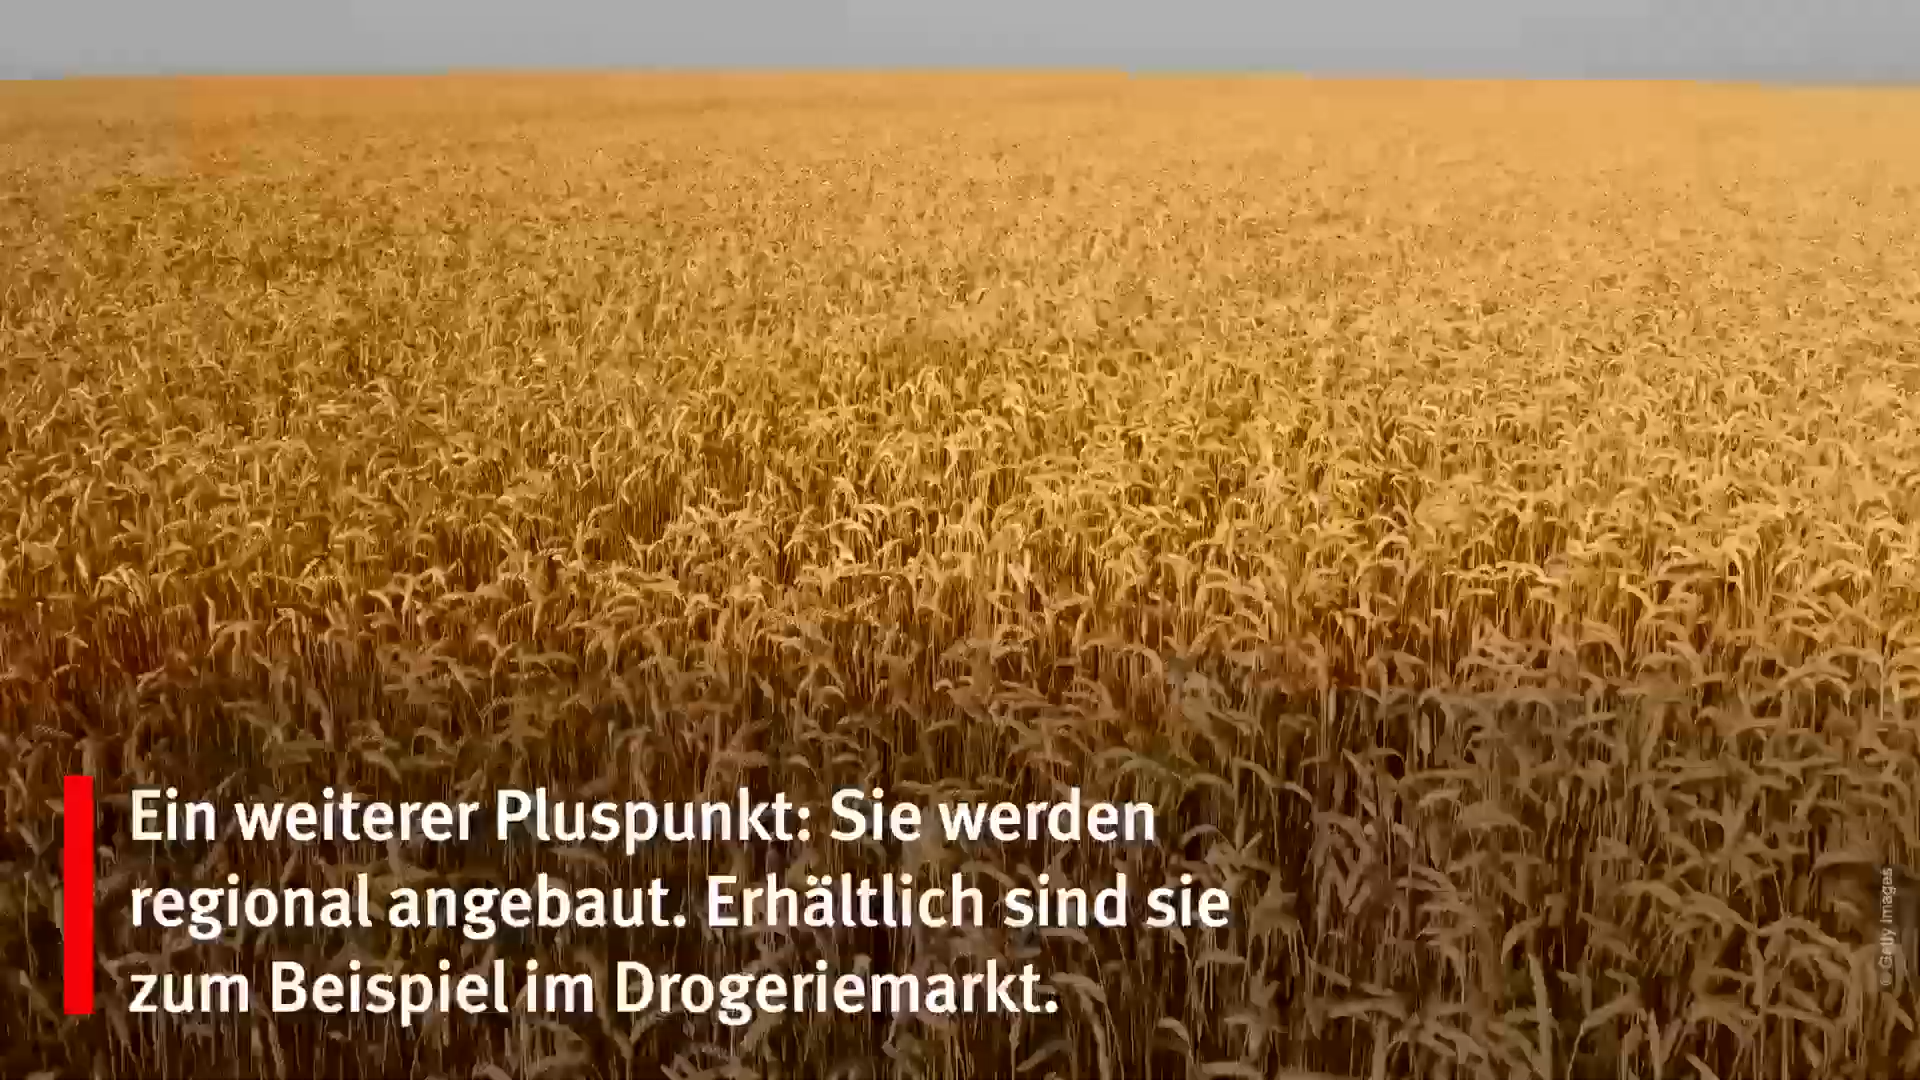 Ein weiterer Pluspunkt: Sie werden
regional angebaut. Erhältlich sind sie
zum Beispiel im Drogeriemarkt.
© Getty Images